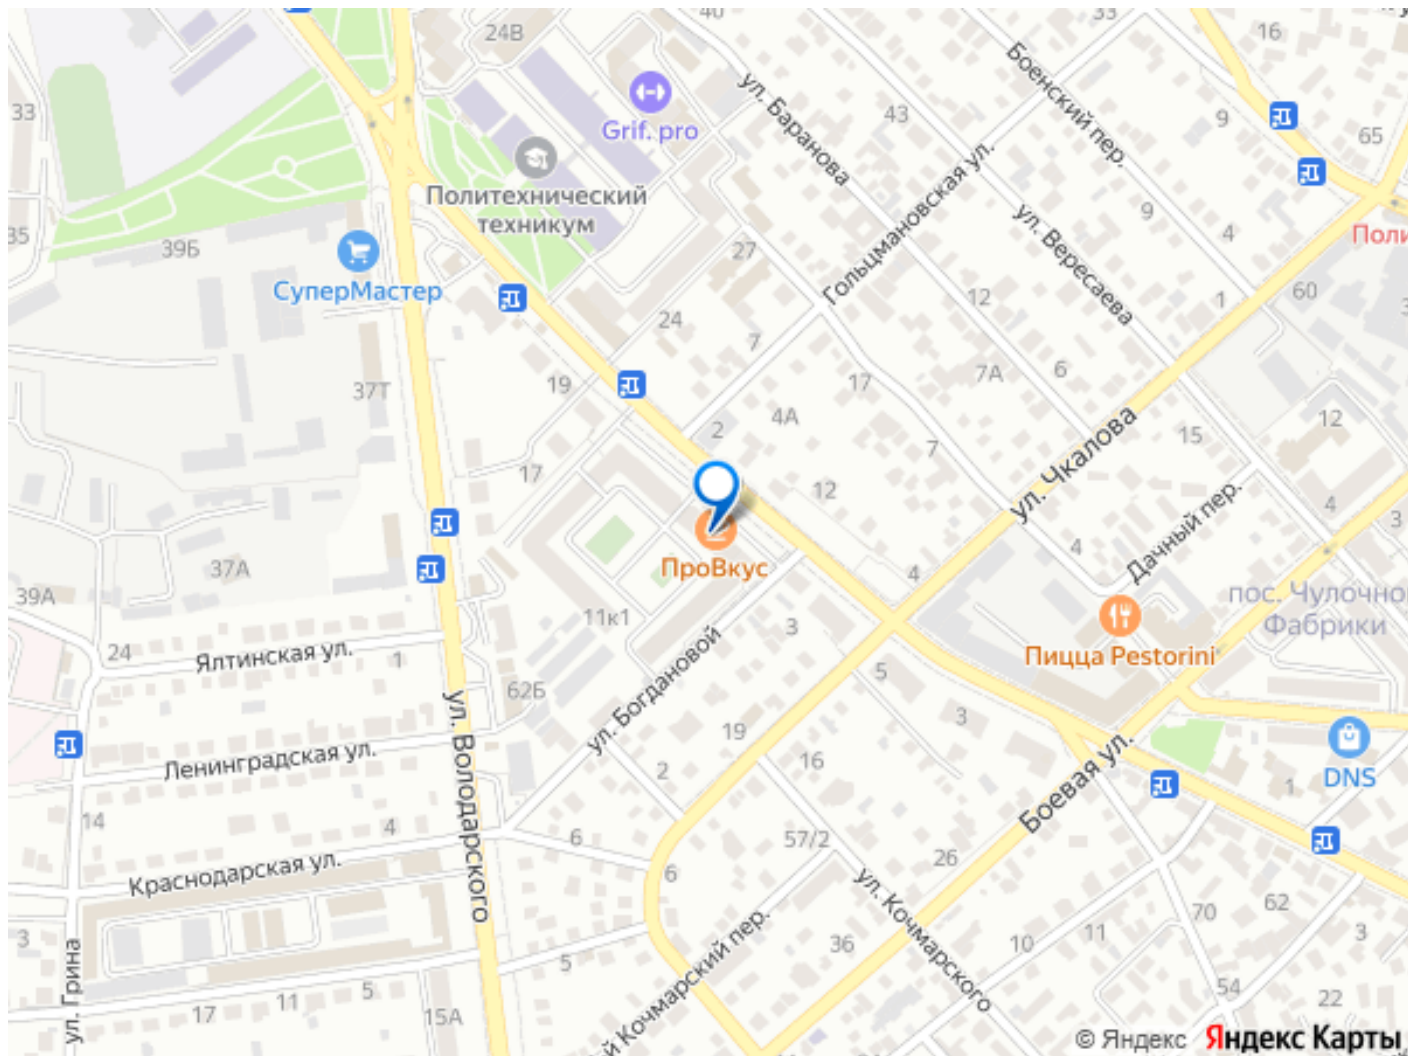 40
33
24В
16
Боенский пер.
33
Grif. pro
ул. Баранова
43
9
65
Политехнический
техникум
Гольцмановская ул.
35
39Б
27
ул. Вересаева
9
4
Поли
СуперМастер
12
1
60
24
7
37Т
19
17
7А
6
4А
2
ул. Чкалова
12
7
15
17
12
4
3
Дачный пер.
ПроВкус
37А
4
4
39А
11к1
пос. Чулочно
Фабрики
3
24
Ялтинская ул.
1
ул. Богдановой
Пицца Pestorini
5
62Б
ул. Володарского
19
3
Ленинградская ул.
2
16
Боевая ул.
1
DNS
14
4
6
57/2
26
Краснодарская ул.
6
ул. Кочмарского
70
62
3
ул. Грина
5
й Кочмарский пер.
36
10
11
3
17
11
5
15А
54
22
© Яндекс Яндекс Карты